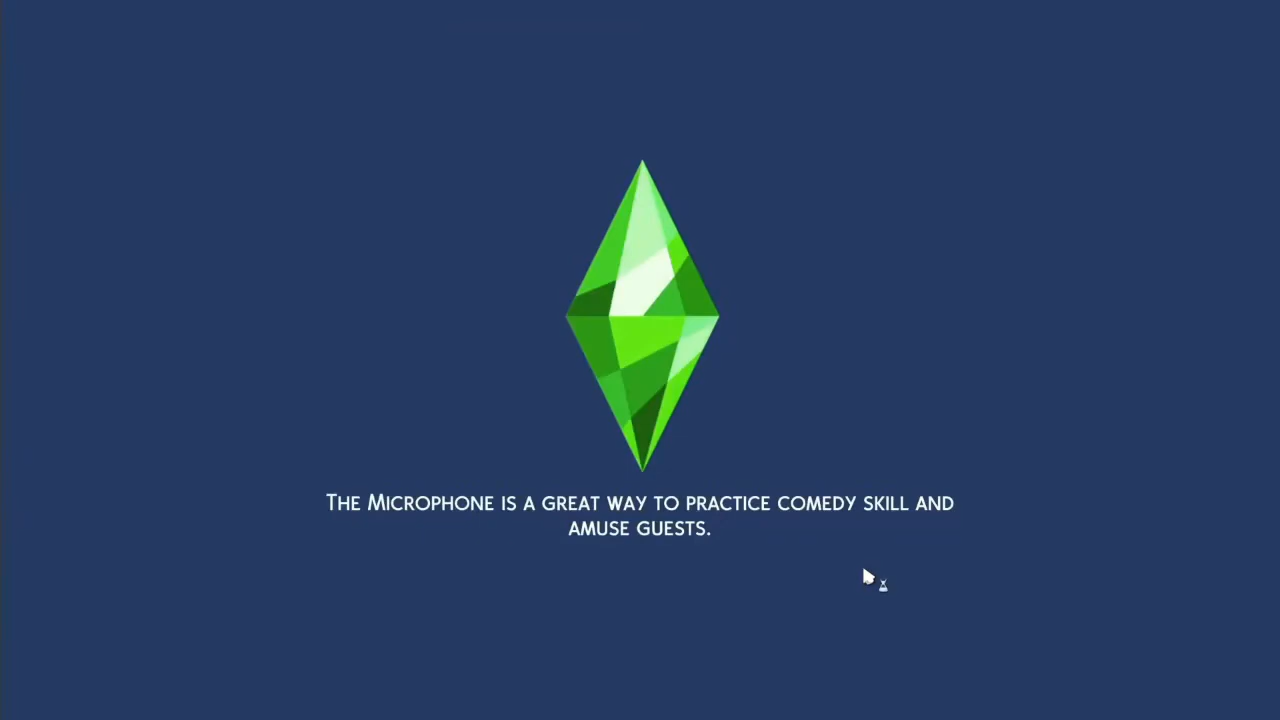 The Microphone is a great way to practice comedy skill and
amuse guests.